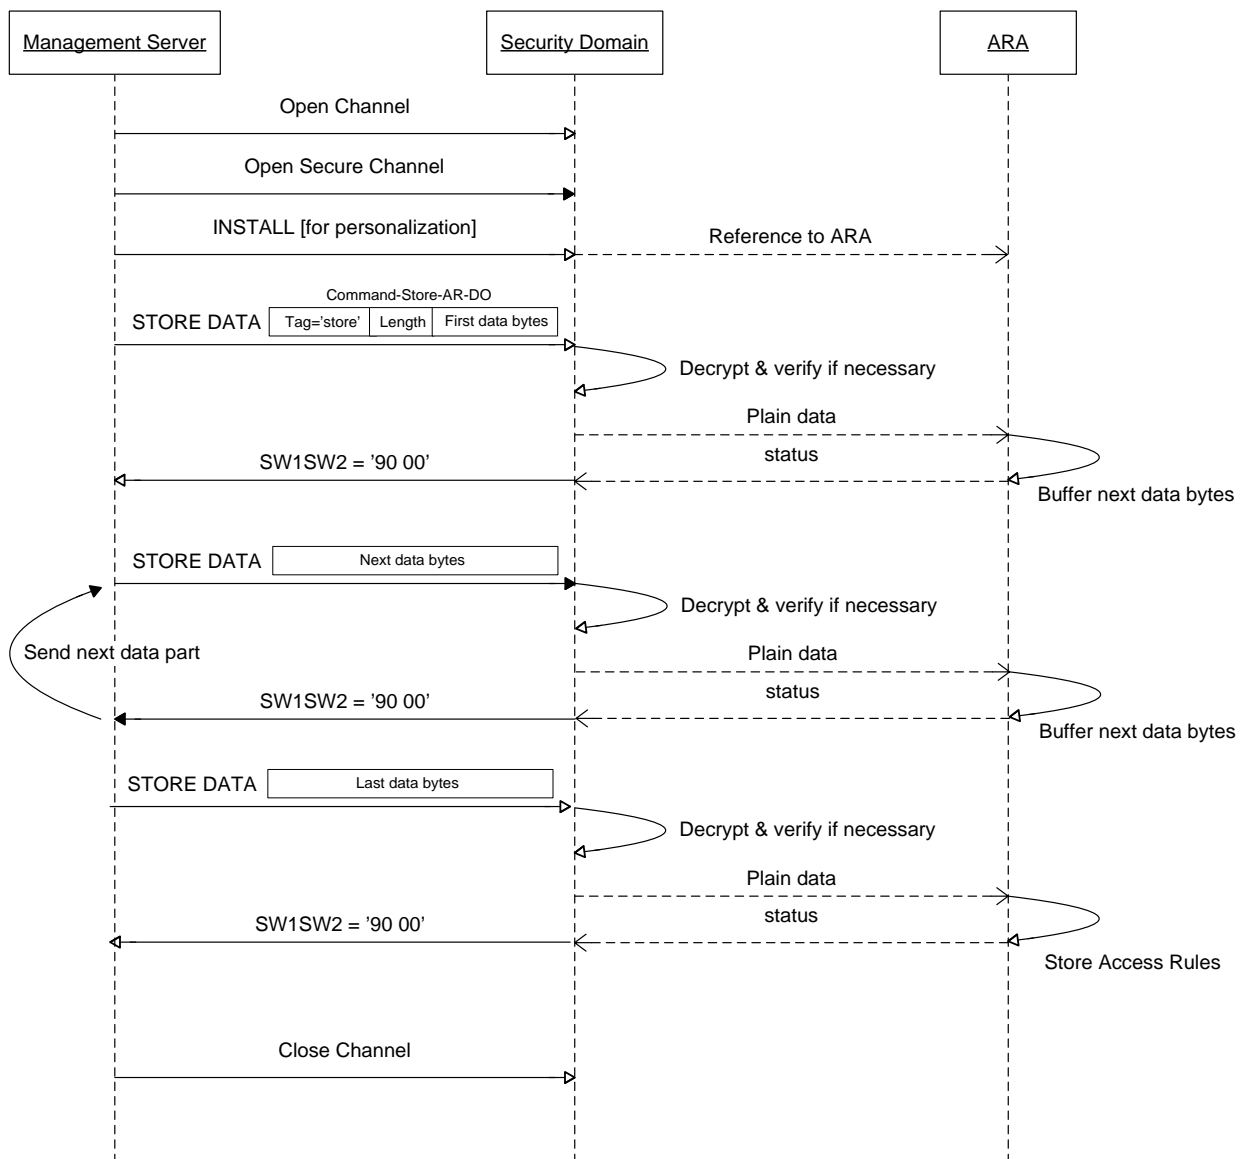 Management Server
Security Domain
ARA
Open Channel
Open Secure Channel
INSTALL [for personalization]
Reference to ARA
Command-Store-AR-DO
STORE DATA
Tag=’store’
Length
First data bytes
Decrypt & verify if necessary
Plain data
status
SW1SW2 = ’90 00’
Buffer next data bytes
STORE DATA
Next data bytes
Decrypt & verify if necessary
Send next data part
Plain data
status
SW1SW2 = ’90 00’
Buffer next data bytes
STORE DATA
Last data bytes
Decrypt & verify if necessary
Plain data
status
SW1SW2 = ’90 00’
Store Access Rules
Close Channel